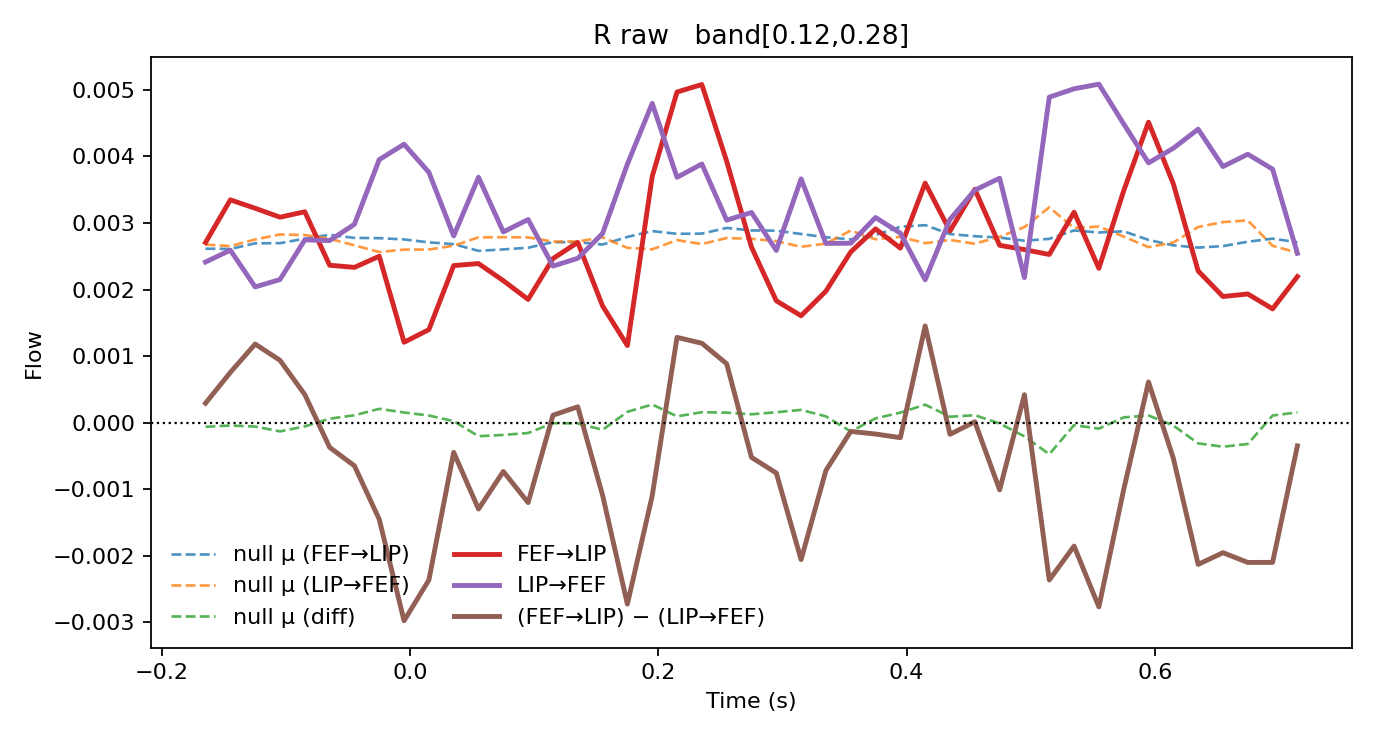 R raw   band[0.12,0.28]
Flow
0.005
0.004
0.003
0.002
0.001
0.000
−0.001
−0.002
−0.003
null μ (FEF→LIP)
null μ (LIP→FEF)
null μ (diff)
FEF→LIP
LIP→FEF
(FEF→LIP) − (LIP→FEF)
−0.2
0.0
0.2
0.4
0.6
Time (s)